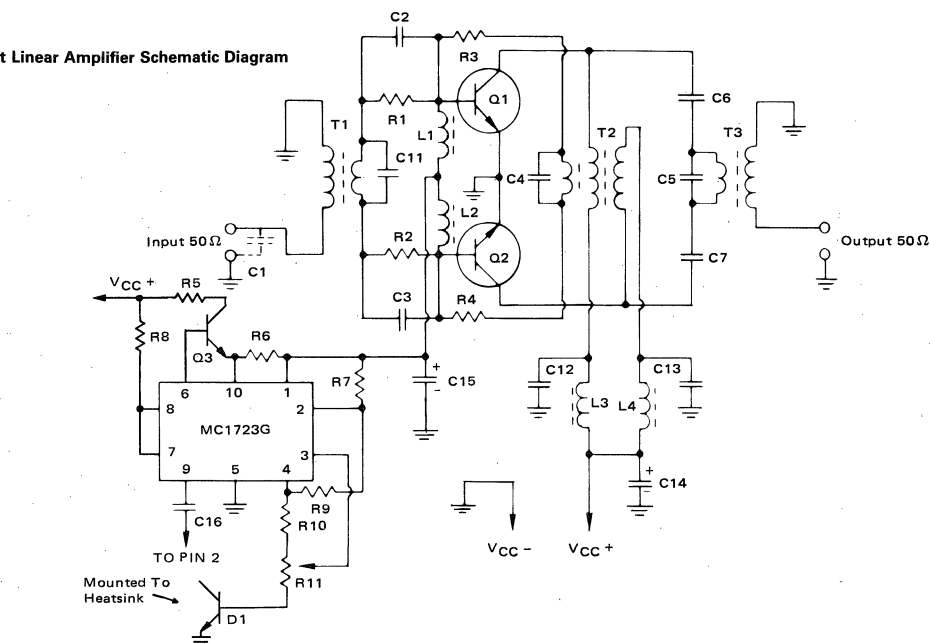 t Linear Amplifier Schematic Diagram
C2
R3
Q1
R1
L1
T1
C11
C6
T2
T3
C4
C5
L2
Input 50Ω
C1
R2
Q2
C7
Output 50Ω
VCC +
R5
C3
R4
R8
Q3
R6
R7
C15
+
-
C12
C13
L3
L4
6
10
1
8
2
MC1723G
7
3
9
5
4
C16
R9
R10
+
-
C14
TO PIN 2
R11
VCC -
VCC +
Mounted To
Heatsink
D1